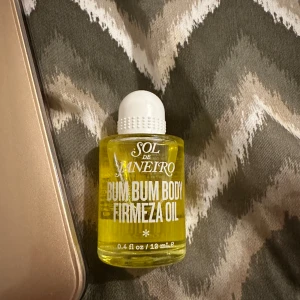 SOL
DE
JANEIRO
BUM BUM BODY
FIRMEZA OIL
0.4 fl oz / 12 mL e